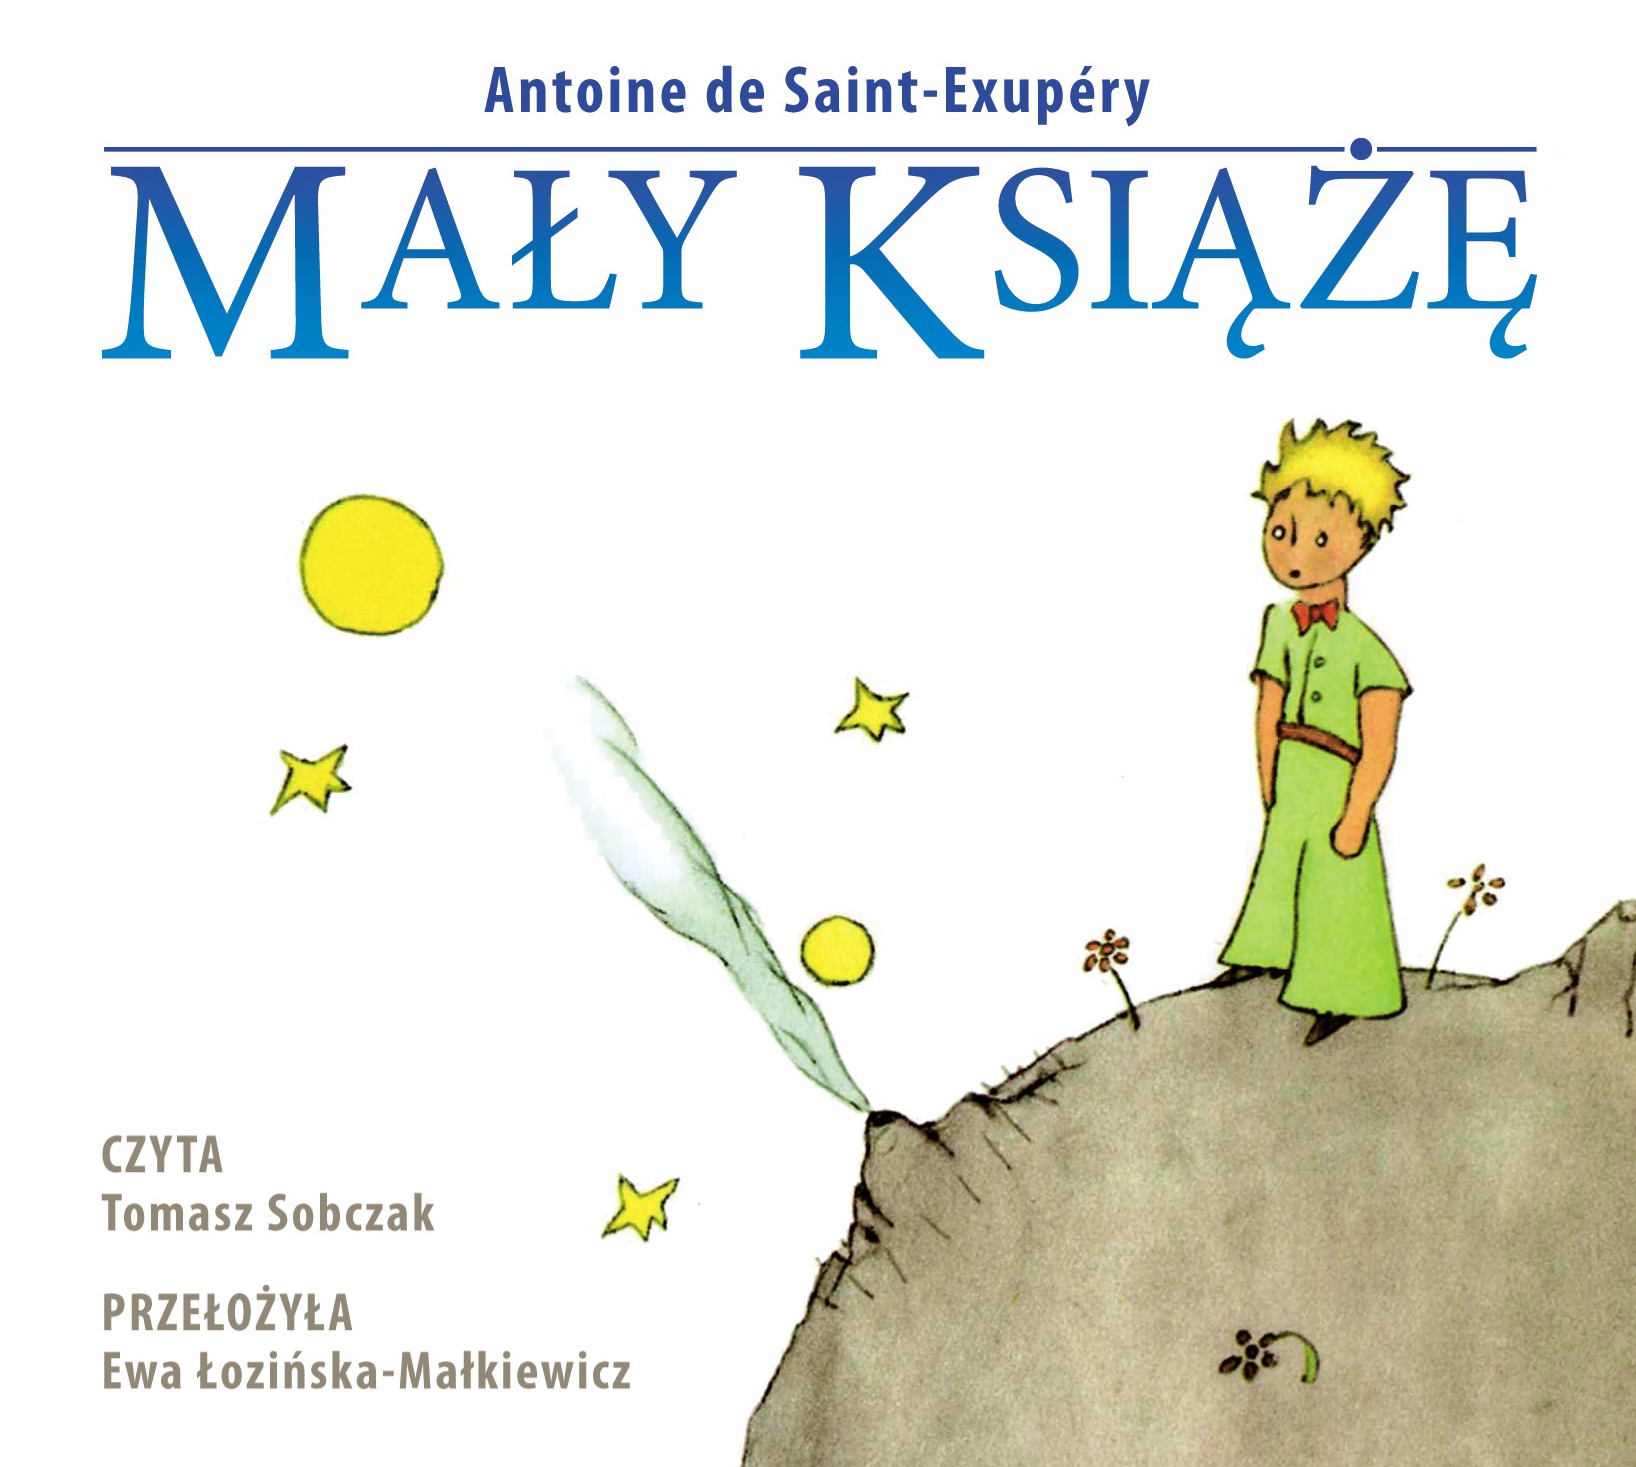 Antoine de Saint-Exupéry
MAŁY KSIĄŻĘ
CZYTA
Tomasz Sobczak
PRZEŁOŻYŁA
Ewa Łozińska-Małkiewicz